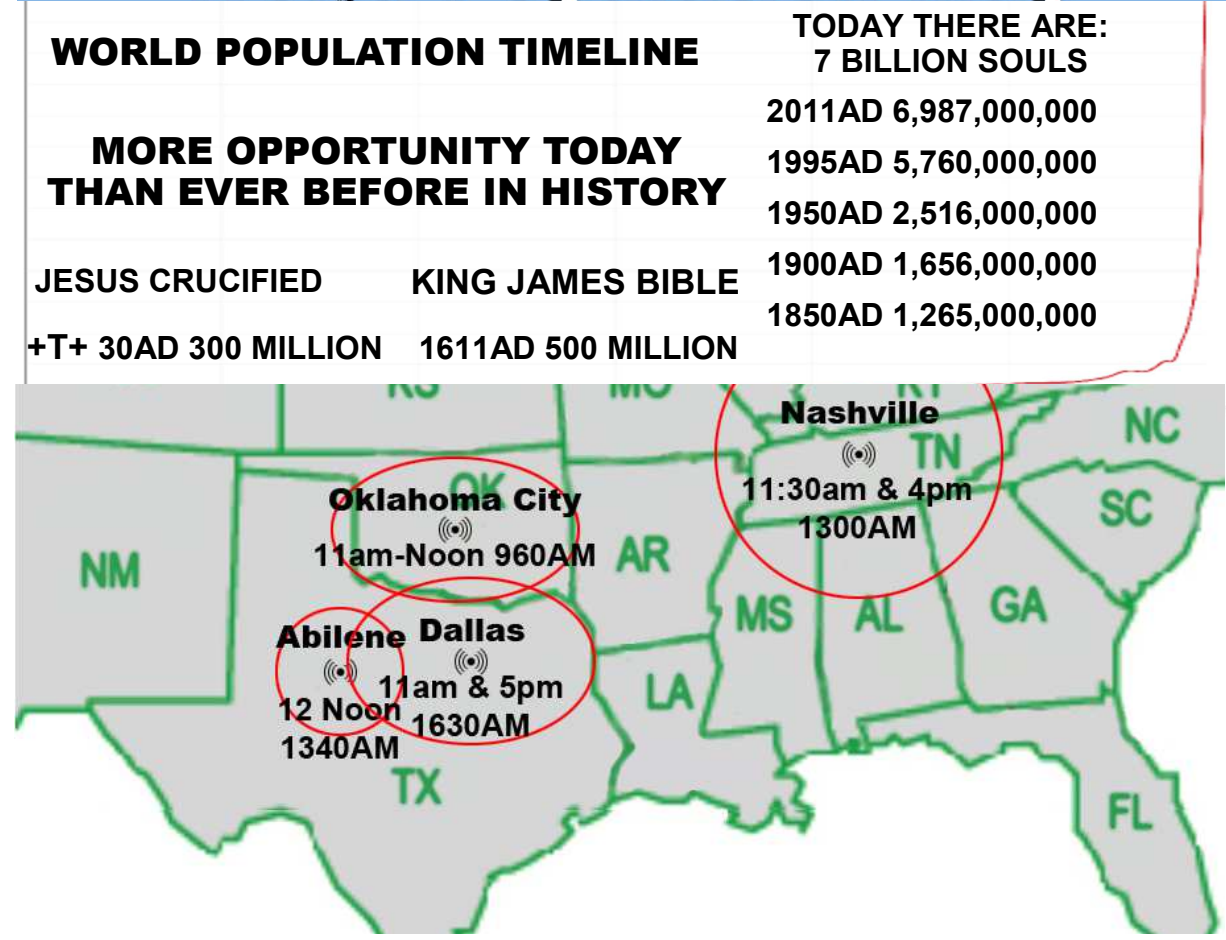 WORLD POPULATION TIMELINE
MORE OPPORTUNITY TODAY
THAN EVER BEFORE IN HISTORY
JESUS CRUCIFIED
+T+ 30AD 300 MILLION
KING JAMES BIBLE
1611AD 500 MILLION
TODAY THERE ARE:
7 BILLION SOULS
2011AD 6,987,000,000
1995AD 5,760,000,000
1950AD 2,516,000,000
1900AD 1,656,000,000
1850AD 1,265,000,000
KS
MO
KY
Nashville
TN
11:30am & 4pm
1300AM
NC
SC
OK
Oklahoma City
11am-Noon 960AM
NM
AR
MS
AL
GA
Abilene
12 Noon
1340AM
Dallas
11am & 5pm
1630AM
LA
TX
FL